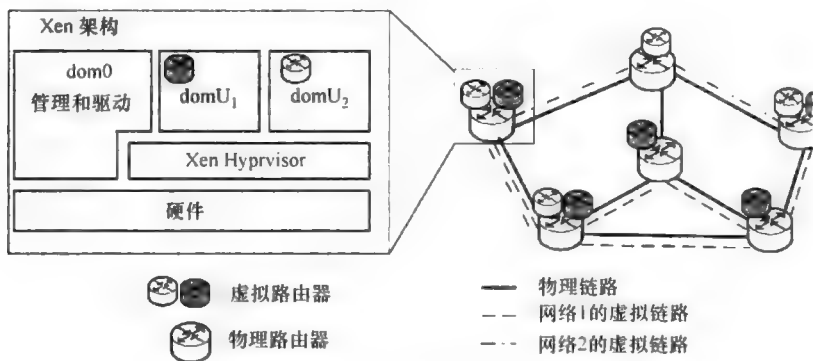 Xen 架构
dom0
管理和驱动
domU₁
domU₂
Xen Hyprvisor
硬件
虚拟路由器
物理路由器
物理链路
网络1的虚拟链路
网络2的虚拟链路